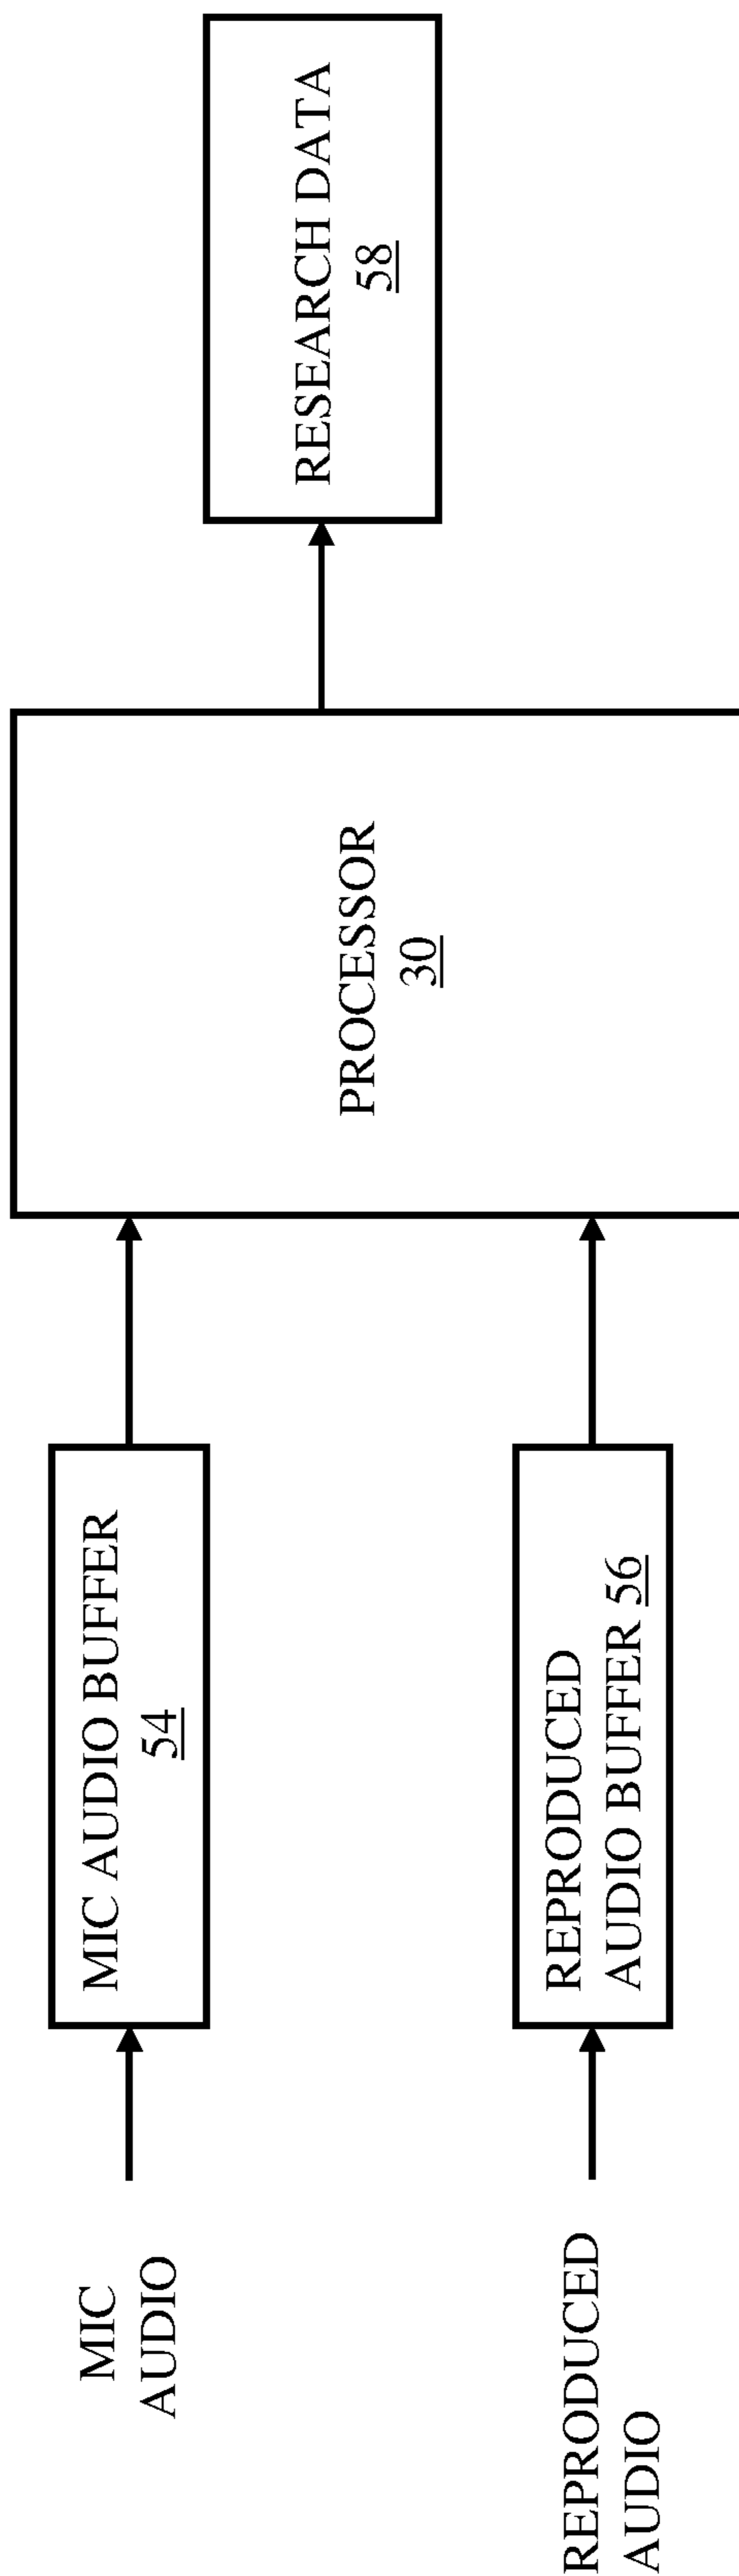 MIC
AUDIO
MIC AUDIO BUFFER
54
REPRODUCED
AUDIO
REPRODUCED
AUDIO BUFFER 56
PROCESSOR
30
RESEARCH DATA
58